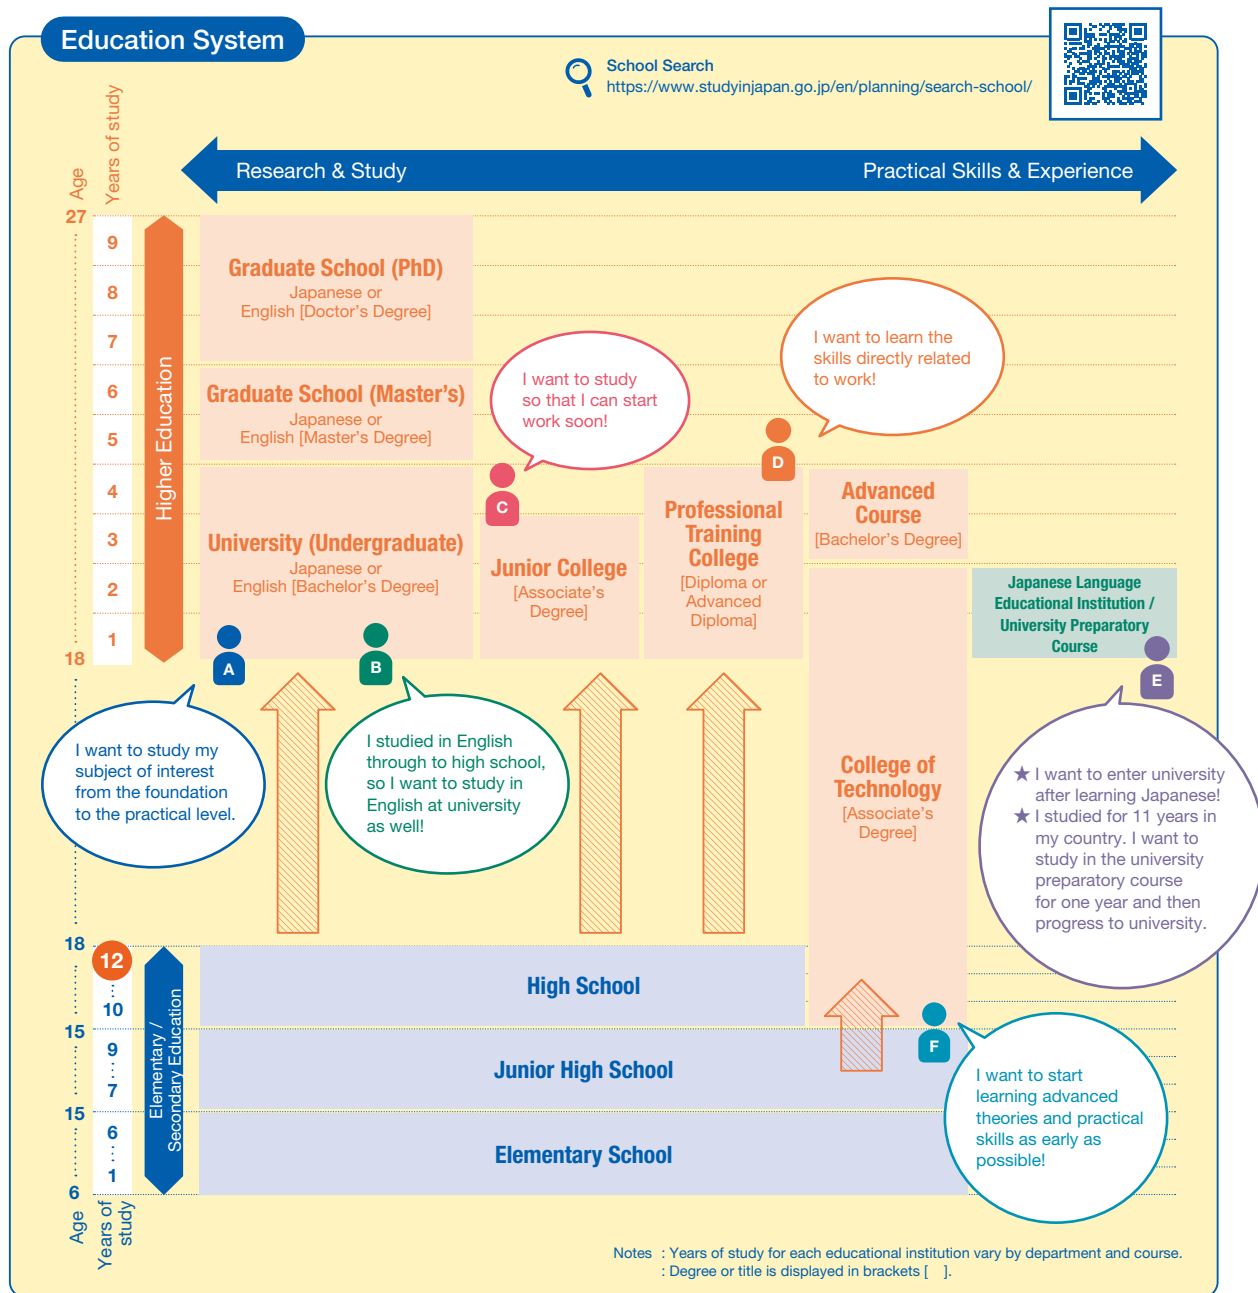 Education System
School Search
https://www.studyinjapan.go.jp/en/planning/search-school/
Age
Years of study
Research & Study
Practical Skills & Experience
27
9
8
7
6
5
4
3
2
1
18
Higher Education
Graduate School (PhD)
Japanese or
English [Doctor's Degree]
Graduate School (Master's)
Japanese or
English [Master's Degree]
University (Undergraduate)
Japanese or
English [Bachelor's Degree]
I want to study
so that I can start
work soon!
C
Junior College
[Associate's
Degree]
I want to learn the
skills directly related
to work!
D
Professional
Training
College
[Diploma or
Advanced
Diploma]
Advanced
Course
[Bachelor's Degree]
Japanese Language
Educational Institution /
University Preparatory
Course
A
I want to study my
subject of interest
from the foundation
to the practical level.
B
I studied in English
through to high school,
so I want to study in
English at university
as well!
College of
Technology
[Associate's
Degree]
E
★ I want to enter university
after learning Japanese!
★ I studied for 11 years in
my country. I want to
study in the university
preparatory course
for one year and then
progress to university.
18
12
10
15
9
7
15
6
1
6
Age
Years of
study
Elementary /
Secondary Education
High School
Junior High School
Elementary School
F
I want to start
learning advanced
theories and practical
skills as early as
possible!
Notes : Years of study for each educational institution vary by department and course.
: Degree or title is displayed in brackets [ ].